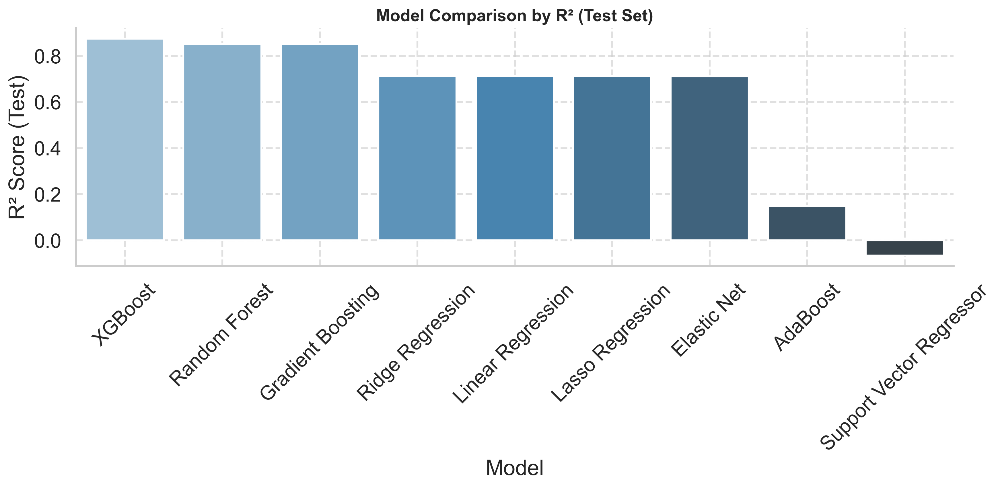 Model Comparison by R² (Test Set)
R² Score (Test)
0.8
0.6
0.4
0.2
0.0
XGBoost
Random Forest
Gradient Boosting
Ridge Regression
Linear Regression
Lasso Regression
Elastic Net
AdaBoost
Support Vector Regressor
Model